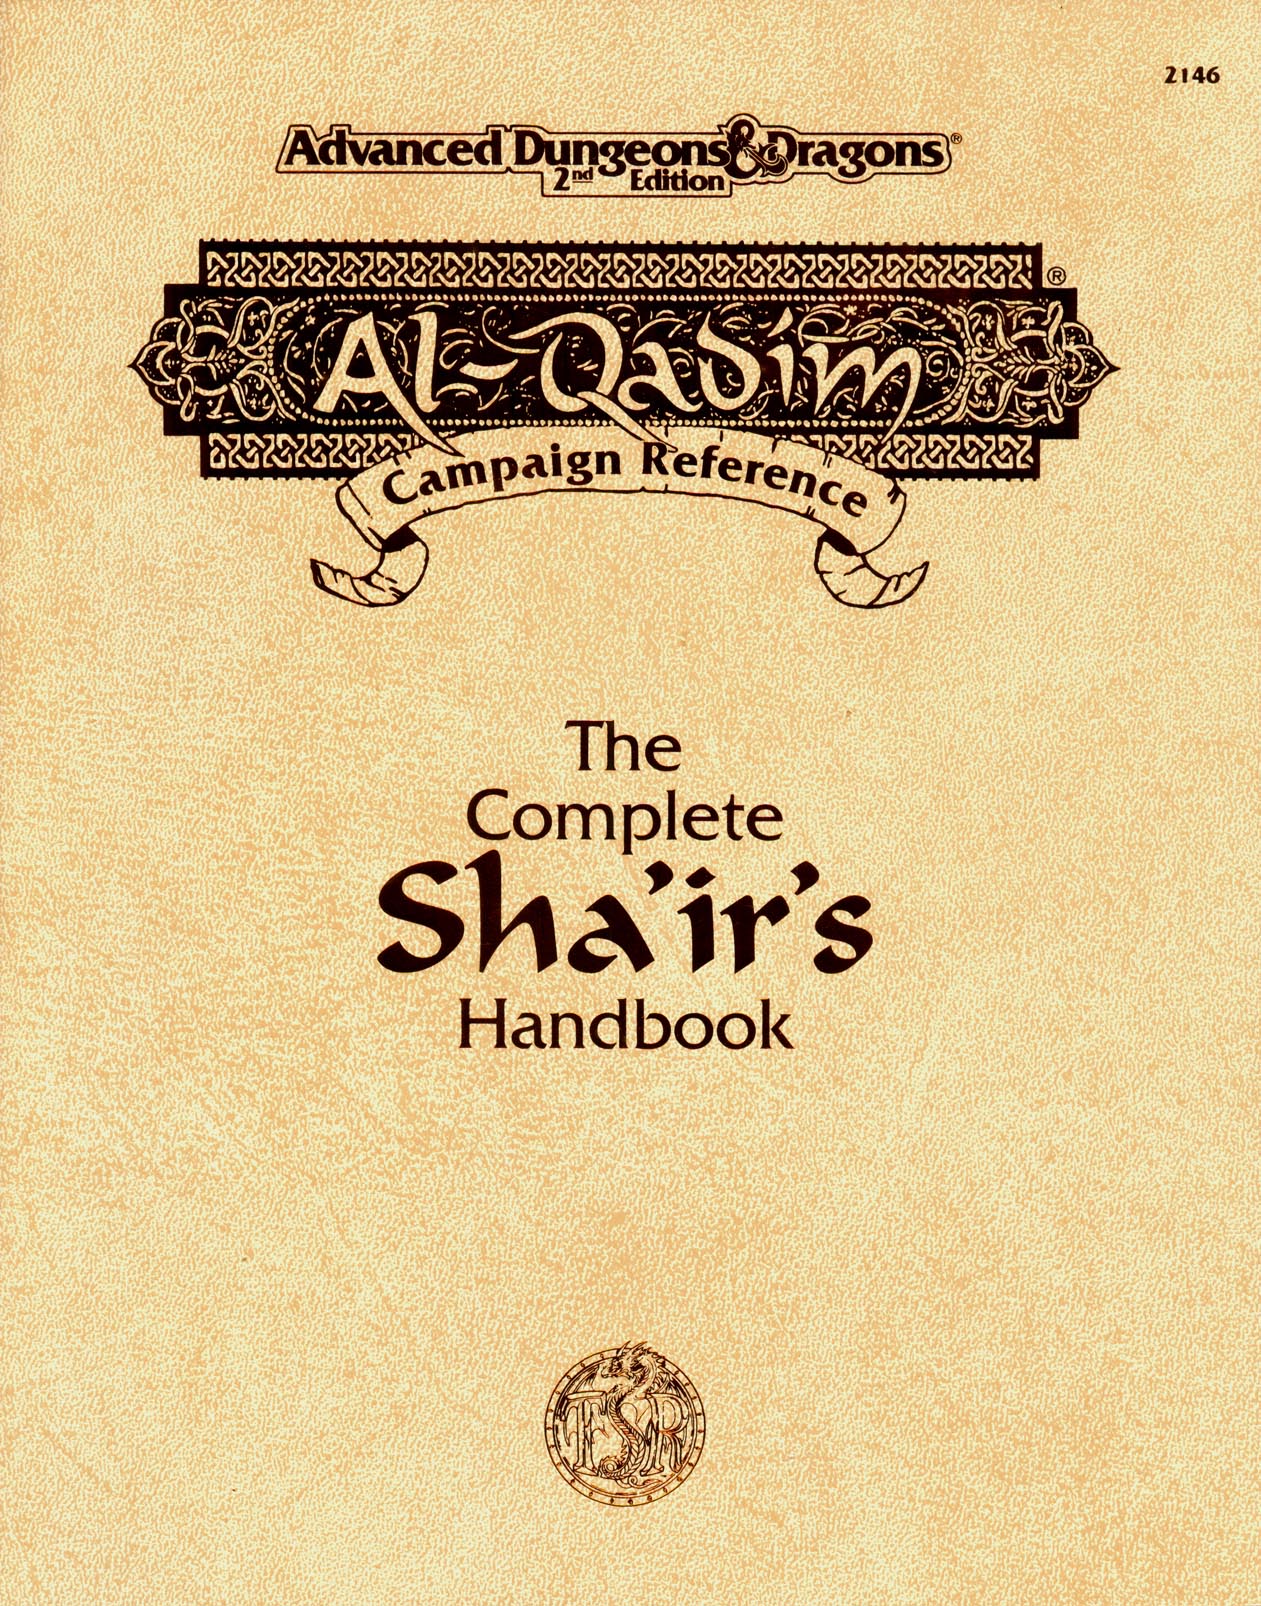 2146
Advanced Dungeons & Dragons®
2nd Edition
Al-Qadim®
Campaign Reference
The
Complete
Sha'ir's
Handbook
TSR